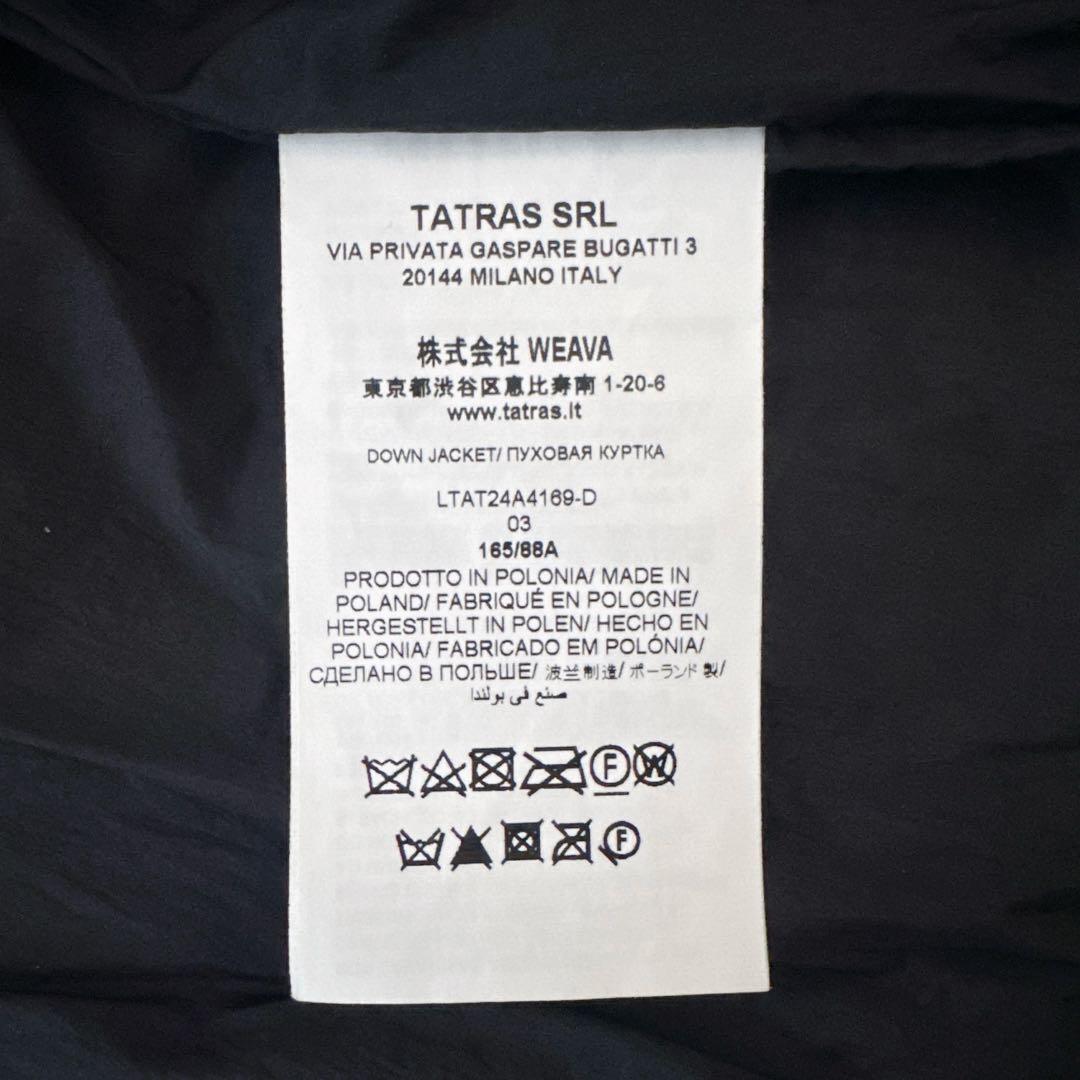 TATRAS SRL
VIA PRIVATA GASPARE BUGATTI 3
20144 MILANO ITALY
株式会社 WEAVA
東京都渋谷区恵比寿南 1-20-6
www.tatras.it
DOWN JACKET/ ПУХОВАЯ КУРТКА
LTAT24A4169-D
03
165/88A
PRODOTTO IN POLONIA/ MADE IN
POLAND/ FABRIQUÉ EN POLOGNE/
HERGESTELLT IN POLEN/ HECHO EN
POLONIA/ FABRICADO EM POLÓNIA/
СДЕЛАНО В ПОЛЬШЕ/ 波兰制造/ ポーランド製/
صنع في بولندا
F W
F